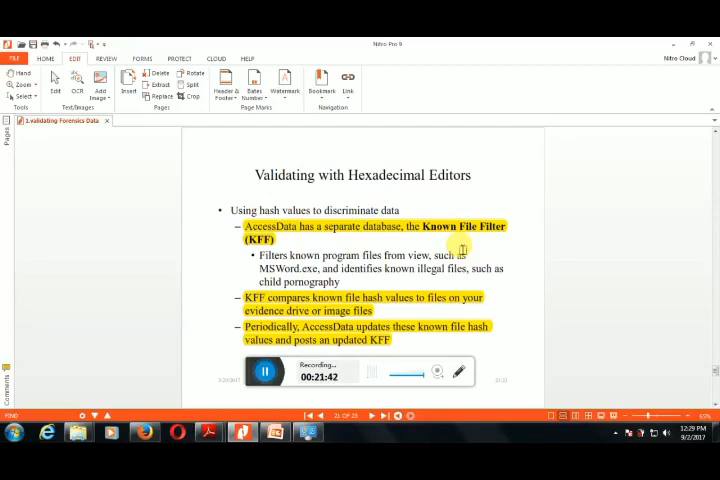 Nitro Pro 9
FILE HOME EDIT REVIEW FORMS PROTECT CLOUD HELP
Nitro Cloud
Hand
Zoom
Select
Tools
Edit
OCR
Add Image
Text/Images
Insert
Delete
Extract
Replace
Rotate
Split
Crop
Pages
Header & Footer
Bates Number
Watermark
Page Marks
Bookmark
Link
Navigation
1.validating Forensics Data
Pages
Comments
Validating with Hexadecimal Editors
• Using hash values to discriminate data
– AccessData has a separate database, the Known File Filter
(KFF)
• Filters known program files from view, such as
MSWord.exe, and identifies known illegal files, such as
child pornography
– KFF compares known file hash values to files on your
evidence drive or image files
– Periodically, AccessData updates these known file hash
values and posts an updated KFF
Recording...
00:21:42
FIND
21 OF 23
65%
12:29 PM
9/2/2017